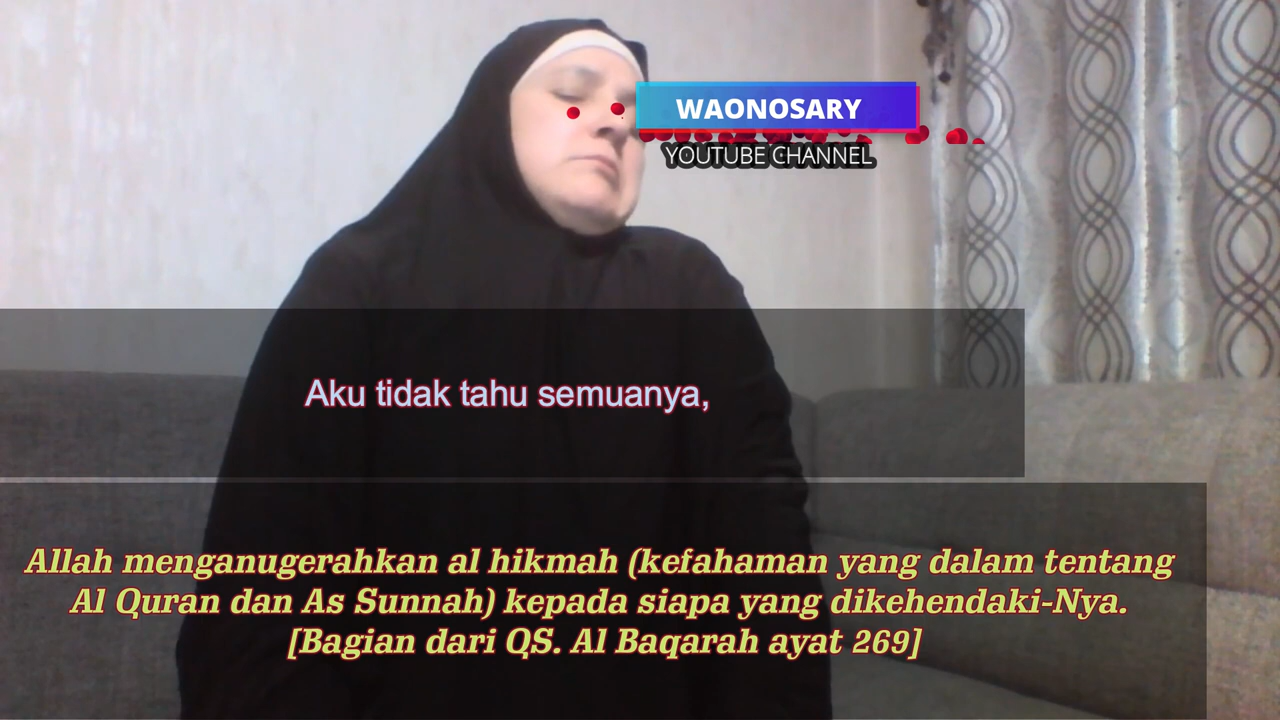 WAONOSARY
YOUTUBE CHANNEL
Aku tidak tahu semuanya,
Allah menganugerahkan al hikmah (kefahaman yang dalam tentang
Al Quran dan As Sunnah) kepada siapa yang dikehendaki-Nya.
[Bagian dari QS. Al Baqarah ayat 269]